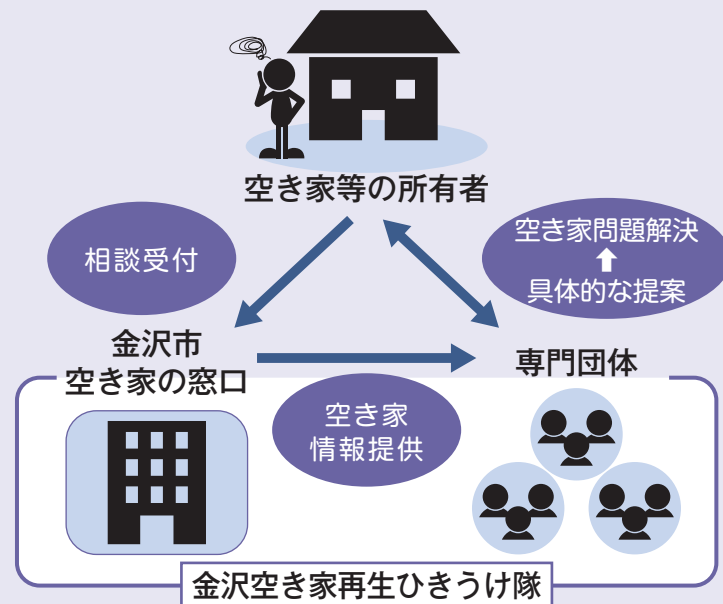 空き家等の所有者
相談受付
空き家問題解決
⬆
具体的な提案
金沢市
空き家の窓口
専門団体
空き家
情報提供
金沢空き家再生ひきうけ隊